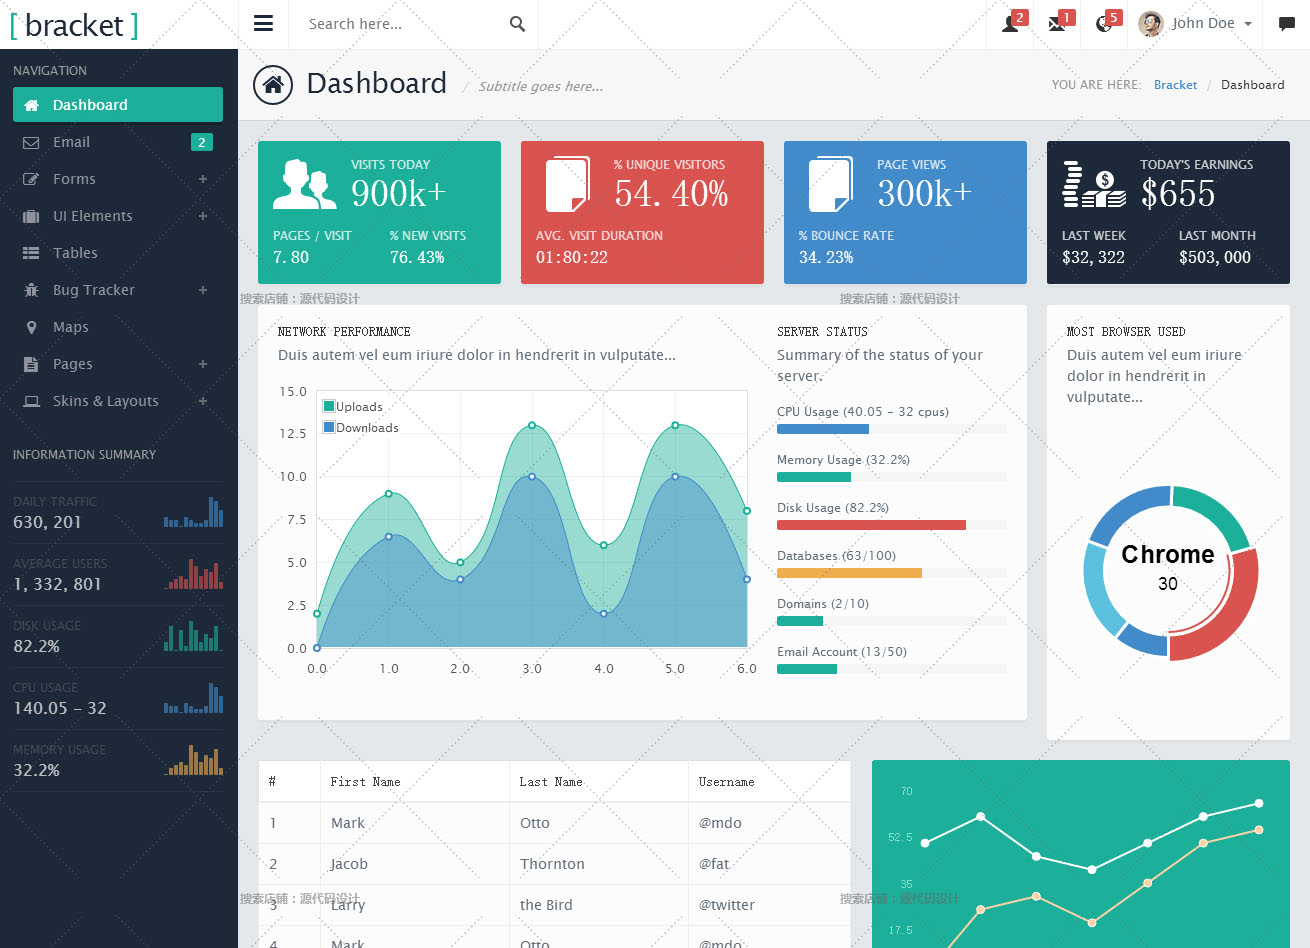 [ bracket ]
Search here...
2
1
5
John Doe
NAVIGATION
Dashboard
Email
2
Forms
UI Elements
Tables
Bug Tracker
Maps
Pages
Skins & Layouts
INFORMATION SUMMARY
DAILY TRAFFIC
630, 201
AVERAGE USERS
1, 332, 801
DISK USAGE
82.2%
CPU USAGE
140.05 - 32
MEMORY USAGE
32.2%
Dashboard / Subtitle goes here...
YOU ARE HERE: Bracket / Dashboard
VISITS TODAY
900k+
PAGES / VISIT
7.80
% NEW VISITS
76.43%
% UNIQUE VISITORS
54.40%
AVG. VISIT DURATION
01:80:22
PAGE VIEWS
300k+
% BOUNCE RATE
34.23%
TODAY'S EARNINGS
$655
LAST WEEK
$32,322
LAST MONTH
$503,000
搜索店铺：源代码设计
搜索店铺：源代码设计
NETWORK PERFORMANCE
Duis autem vel eum iriure dolor in hendrerit in vulputate...
15.0
12.5
10.0
7.5
5.0
2.5
0.0
Uploads
Downloads
0.0 1.0 2.0 3.0 4.0 5.0 6.0
SERVER STATUS
Summary of the status of your
server.
CPU Usage (40.05 - 32 cpus)
Memory Usage (32.2%)
Disk Usage (82.2%)
Databases (63/100)
Domains (2/10)
Email Account (13/50)
MOST BROWSER USED
Duis autem vel eum iriure
dolor in hendrerit in
vulputate...
Chrome
30
# First Name Last Name Username
1 Mark Otto @mdo
2 Jacob Thornton @fat
3 Larry the Bird @twitter
4 Mark Otto @mdo
搜索店铺：源代码设计
搜索店铺：源代码设计
70
52.5
35
17.5